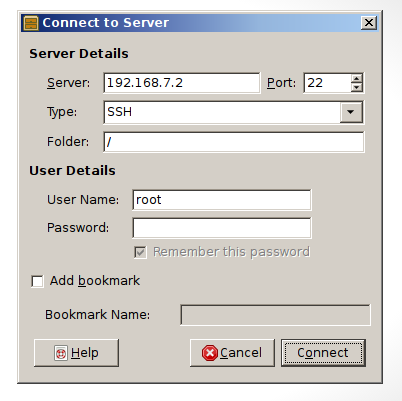 Connect to Server
Server Details
Server: 192.168.7.2 Port: 22
Type: SSH
Folder: /
User Details
User Name: root
Password:
Remember this password
Add bookmark
Bookmark Name:
Help Cancel Connect